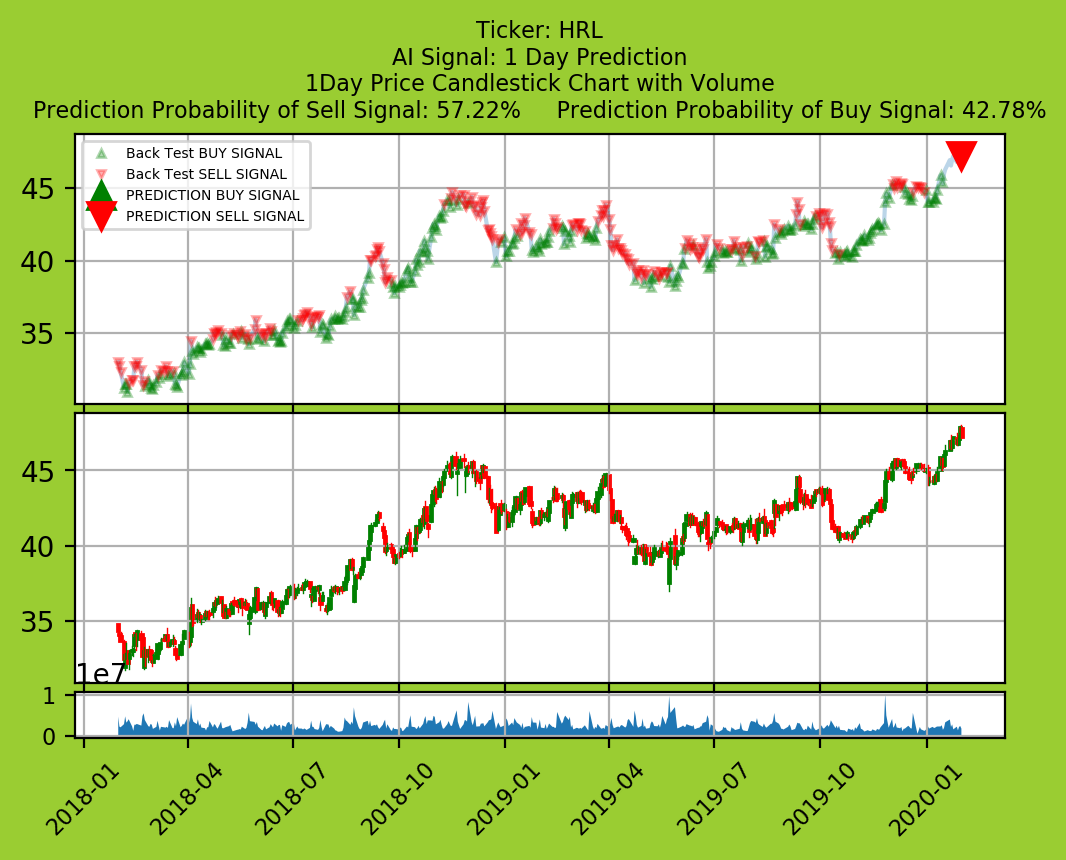 Ticker: HRL
AI Signal: 1 Day Prediction
1Day Price Candlestick Chart with Volume
Prediction Probability of Sell Signal: 57.22% Prediction Probability of Buy Signal: 42.78%
Back Test BUY SIGNAL
Back Test SELL SIGNAL
PREDICTION BUY SIGNAL
PREDICTION SELL SIGNAL
45
40
35
45
40
35
1e7
1
0
2018-01
2018-04
2018-07
2018-10
2019-01
2019-04
2019-07
2019-10
2020-01